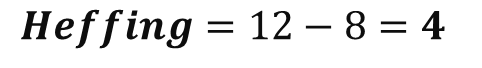 Heffing = 12 − 8 = 4